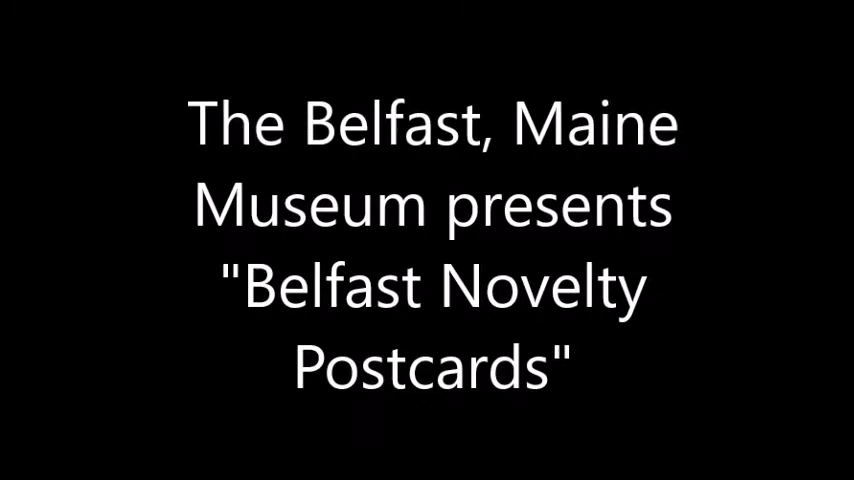 The Belfast, Maine
Museum presents
"Belfast Novelty
Postcards"